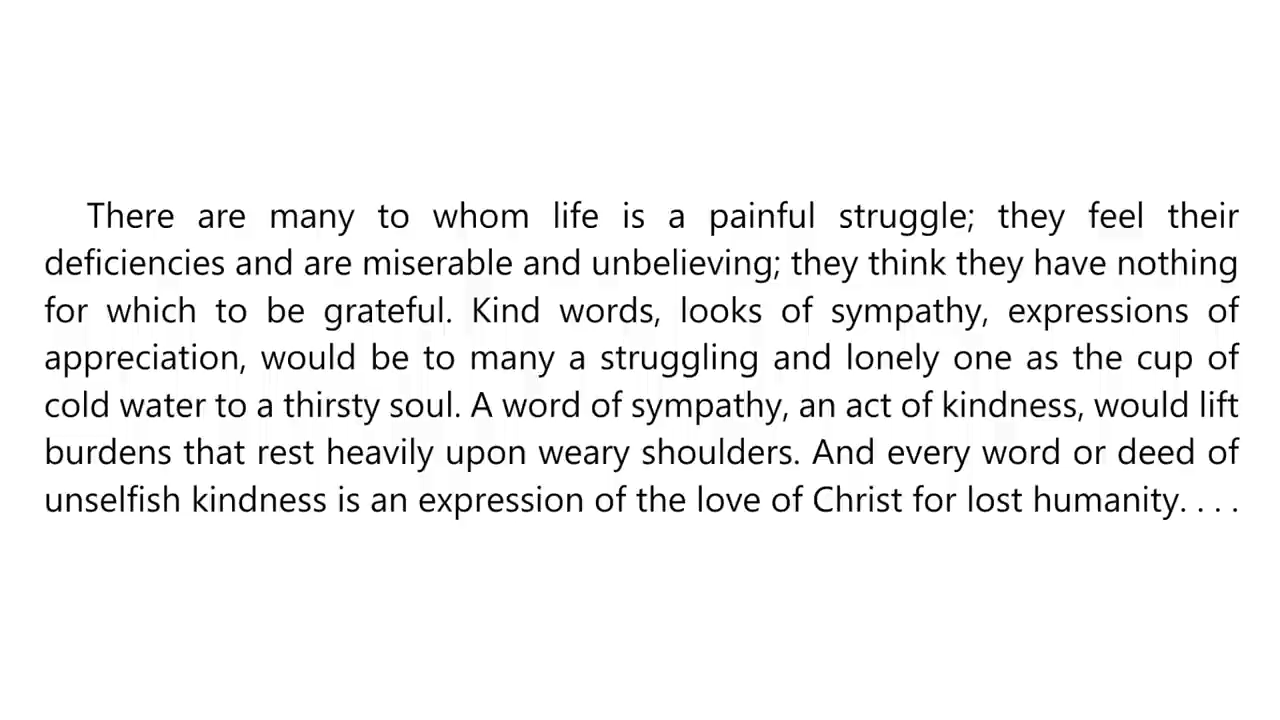 There are many to whom life is a painful struggle; they feel their
deficiencies and are miserable and unbelieving; they think they have nothing
for which to be grateful. Kind words, looks of sympathy, expressions of
appreciation, would be to many a struggling and lonely one as the cup of
cold water to a thirsty soul. A word of sympathy, an act of kindness, would lift
burdens that rest heavily upon weary shoulders. And every word or deed of
unselfish kindness is an expression of the love of Christ for lost humanity. . . .